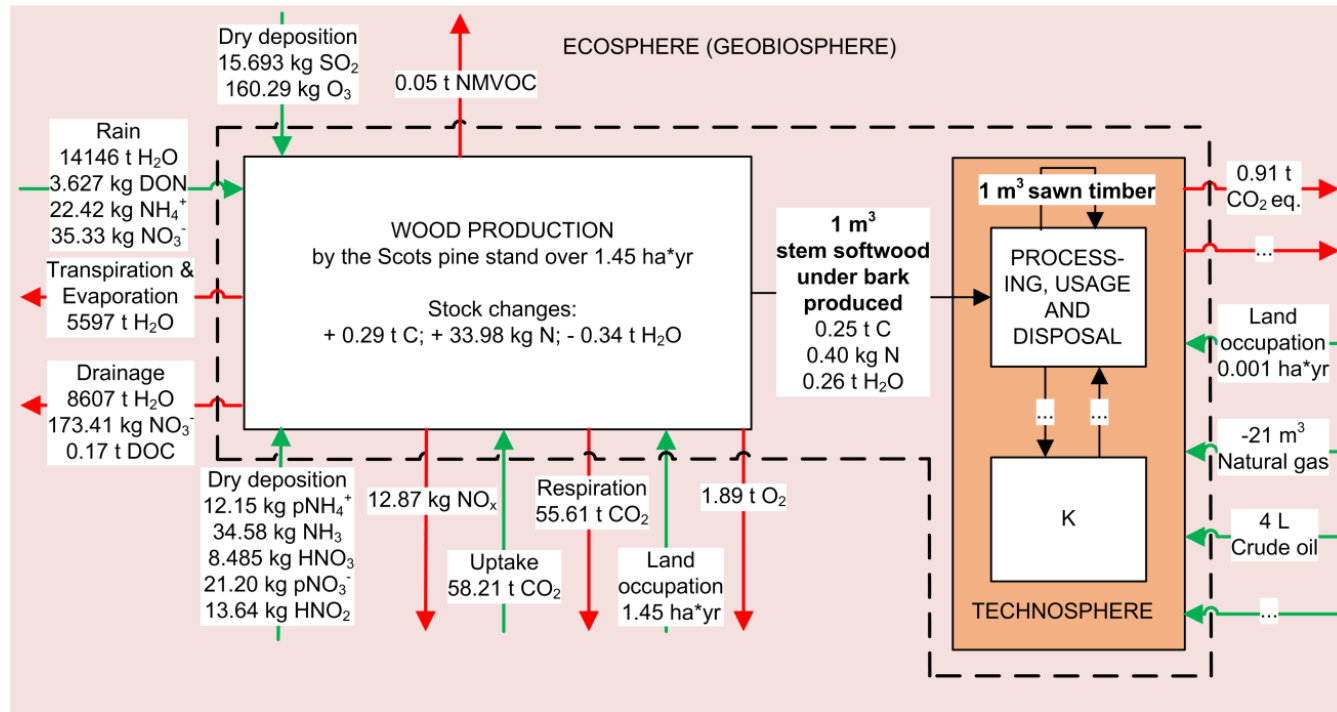 ECOSPHERE (GEOBIOSPHERE)
Dry deposition
15.693 kg SO₂
160.29 kg O₃
0.05 t NMVOC
Rain
14146 t H₂O
3.627 kg DON
22.42 kg NH₄⁺
35.33 kg NO₃⁻
Transpiration &
Evaporation
5597 t H₂O
Drainage
8607 t H₂O
173.41 kg NO₃⁻
0.17 t DOC
WOOD PRODUCTION
by the Scots pine stand over 1.45 ha*yr
Stock changes:
+ 0.29 t C; + 33.98 kg N; - 0.34 t H₂O
Dry deposition
12.15 kg pNH₄⁺
34.58 kg NH₃
8.485 kg HNO₃
21.20 kg pNO₃⁻
13.64 kg HNO₂
12.87 kg NOₓ
Uptake
58.21 t CO₂
Respiration
55.61 t CO₂
Land
occupation
1.45 ha*yr
1.89 t O₂
1 m³
stem softwood
under bark
produced
0.25 t C
0.40 kg N
0.26 t H₂O
1 m³ sawn timber
PROCESS-
ING, USAGE
AND
DISPOSAL
...
...
K
TECHNOSPHERE
0.91 t
CO₂ eq.
...
Land
occupation
0.001 ha*yr
-21 m³
Natural gas
4 L
Crude oil
...